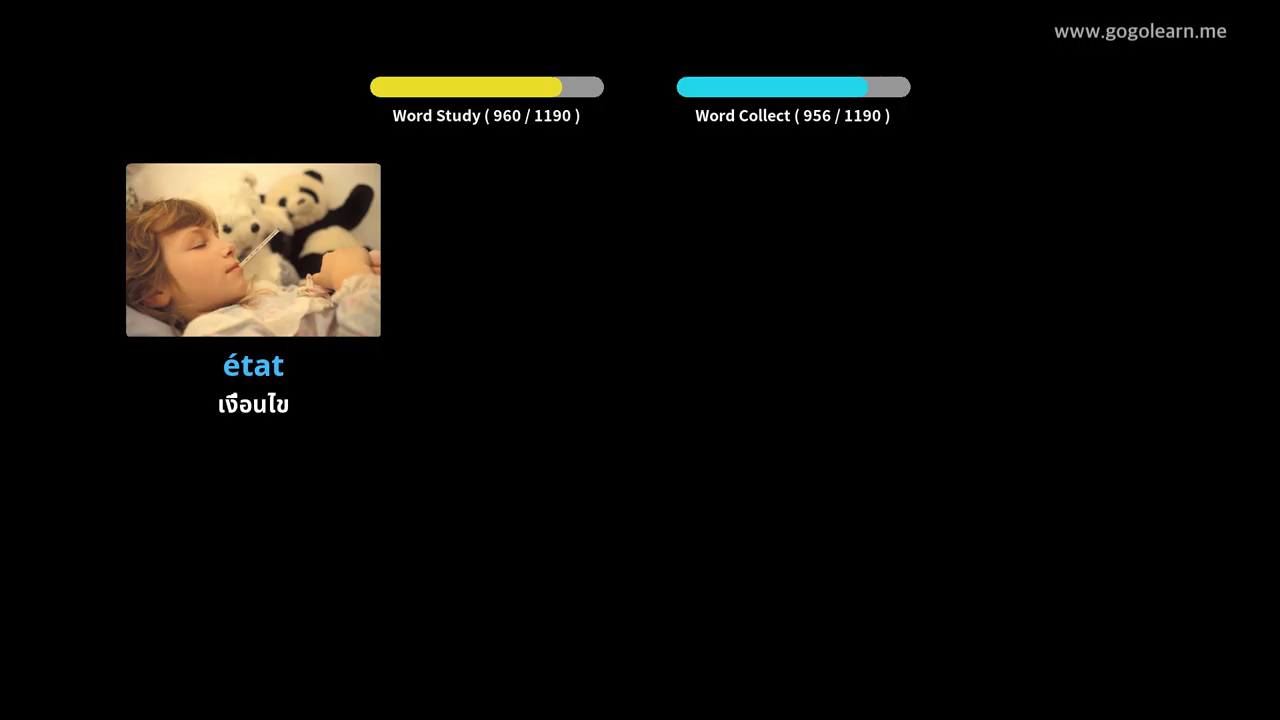 www.gogolearn.me
Word Study ( 960 / 1190 )
Word Collect ( 956 / 1190 )
état
เงื่อนไข